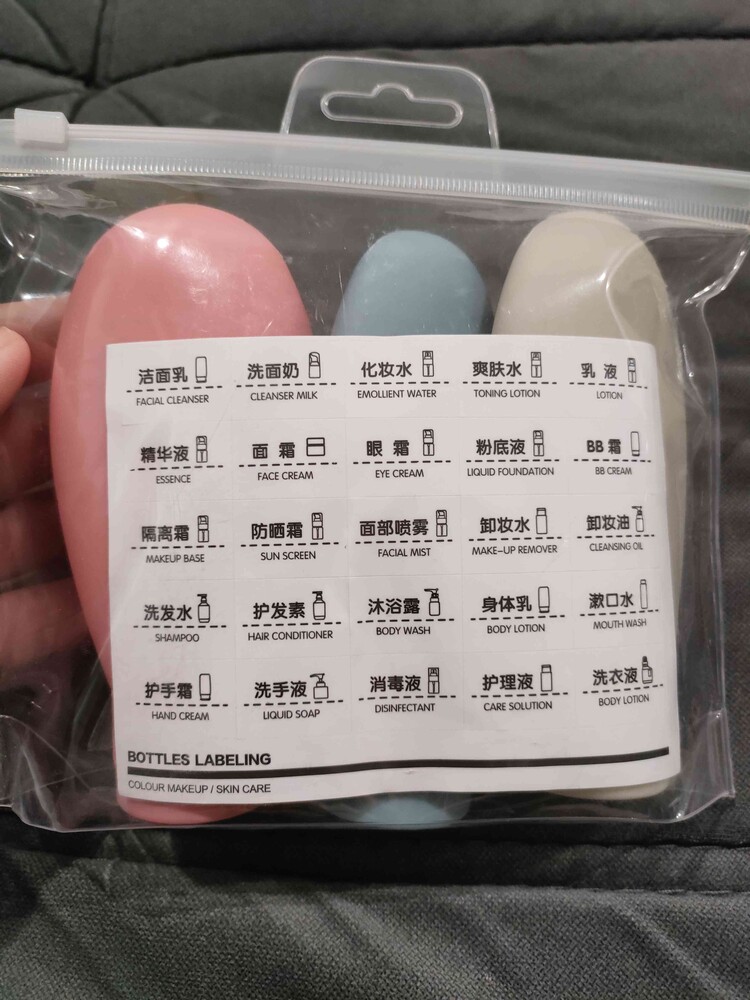 洁面乳 洗面奶 化妆水 爽肤水 乳 液
FACIAL CLEANSER CLEANSER MILK EMOLLIENT WATER TONING LOTION LOTION
精华液 面 霜 眼 霜 粉底液 BB 霜
ESSENCE FACE CREAM EYE CREAM LIQUID FOUNDATION BB CREAM
隔离霜 防晒霜 面部喷雾 卸妆水 卸妆油
MAKEUP BASE SUN SCREEN FACIAL MIST MAKE-UP REMOVER CLEANSING OIL
洗发水 护发素 沐浴露 身体乳 漱口水
SHAMPOO HAIR CONDITIONER BODY WASH BODY LOTION MOUTH WASH
护手霜 洗手液 消毒液 护理液 洗衣液
HAND CREAM LIQUID SOAP DISINFECTANT CARE SOLUTION BODY LOTION
BOTTLES LABELING
COLOUR MAKEUP / SKIN CARE